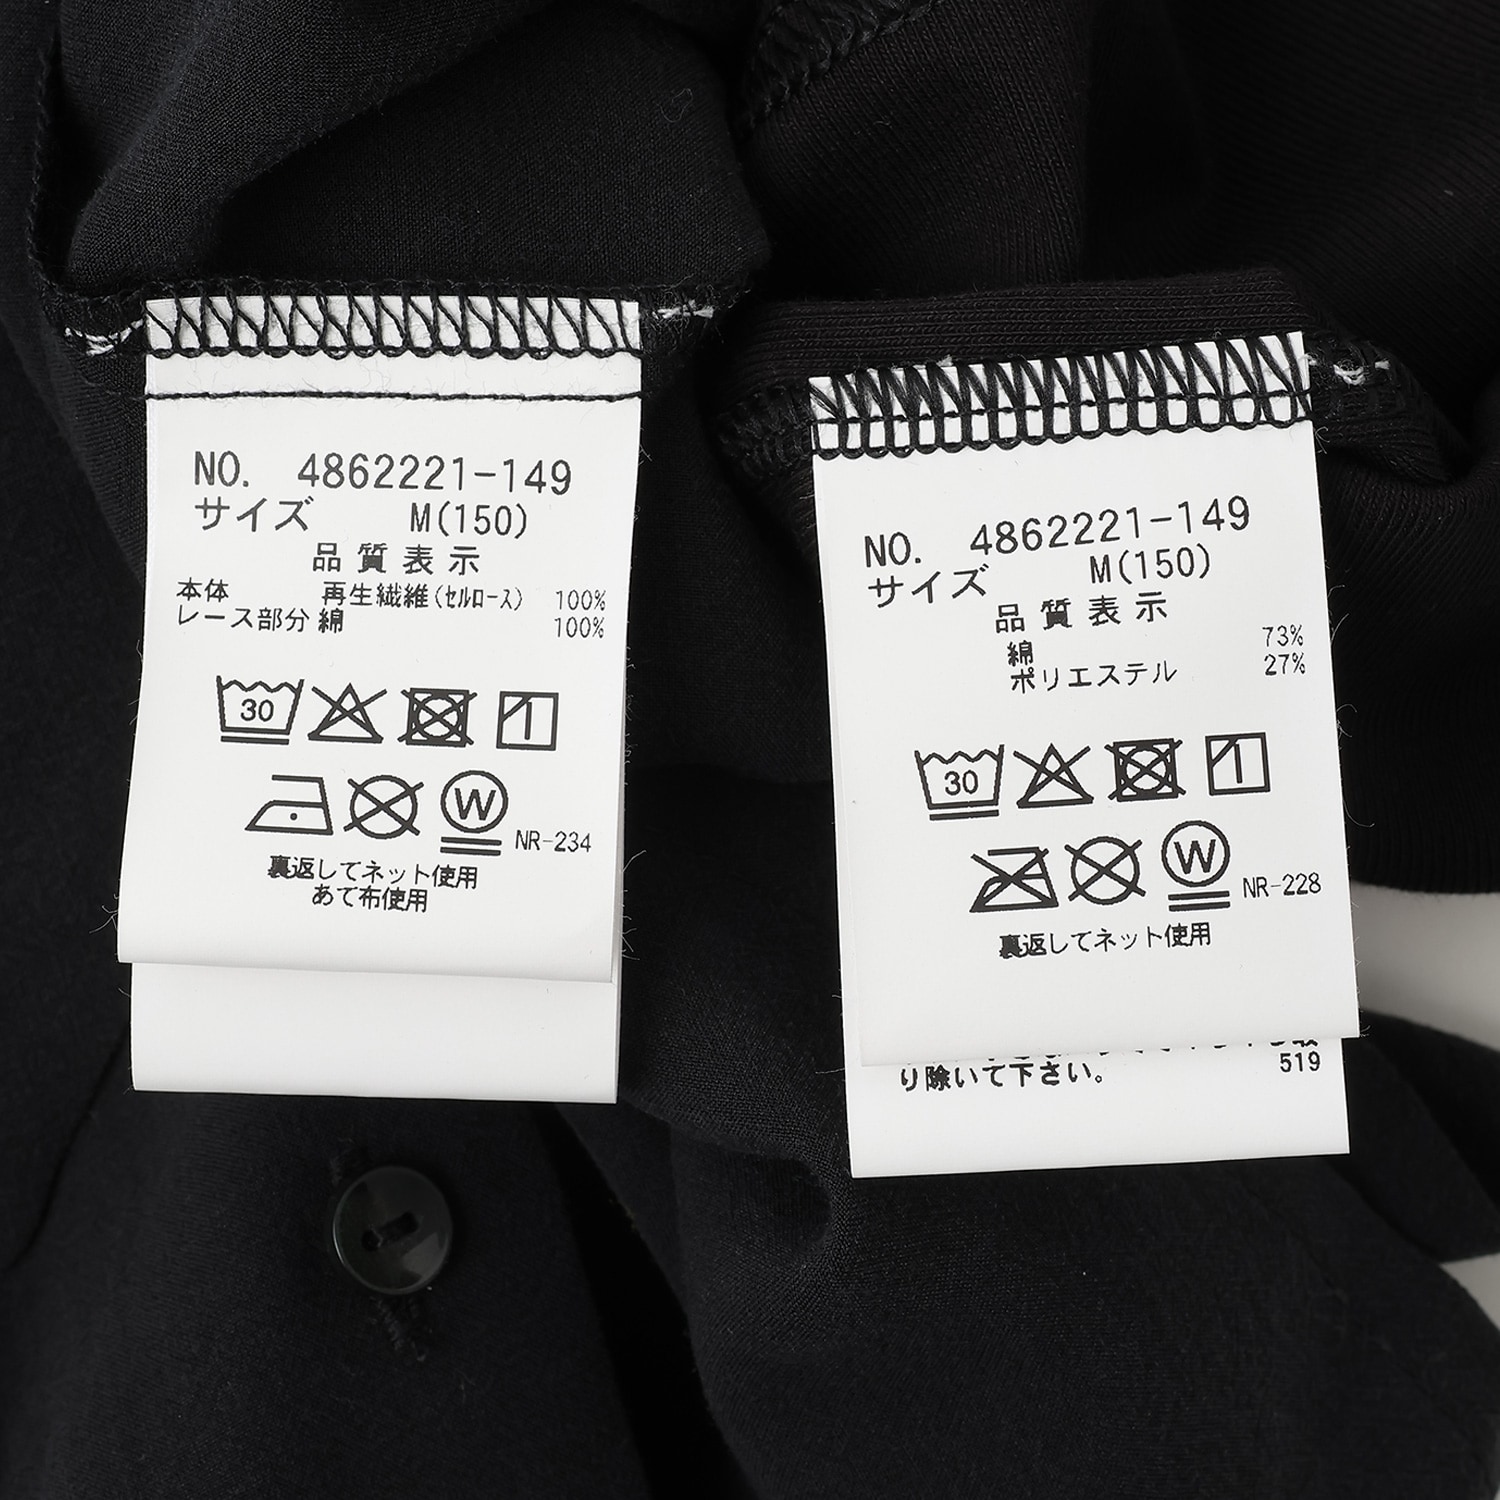 NO. 4862221-149
サイズ M(150)
品質表示
本体 再生繊維(セルロース) 100%
レース部分 綿 100%
30
W
NR-234
裏返してネット使用
あて布使用
NO. 4862221-149
サイズ M(150)
品質表示
綿 73%
ポリエステル 27%
30
W
NR-228
裏返してネット使用
り除いて下さい。 519